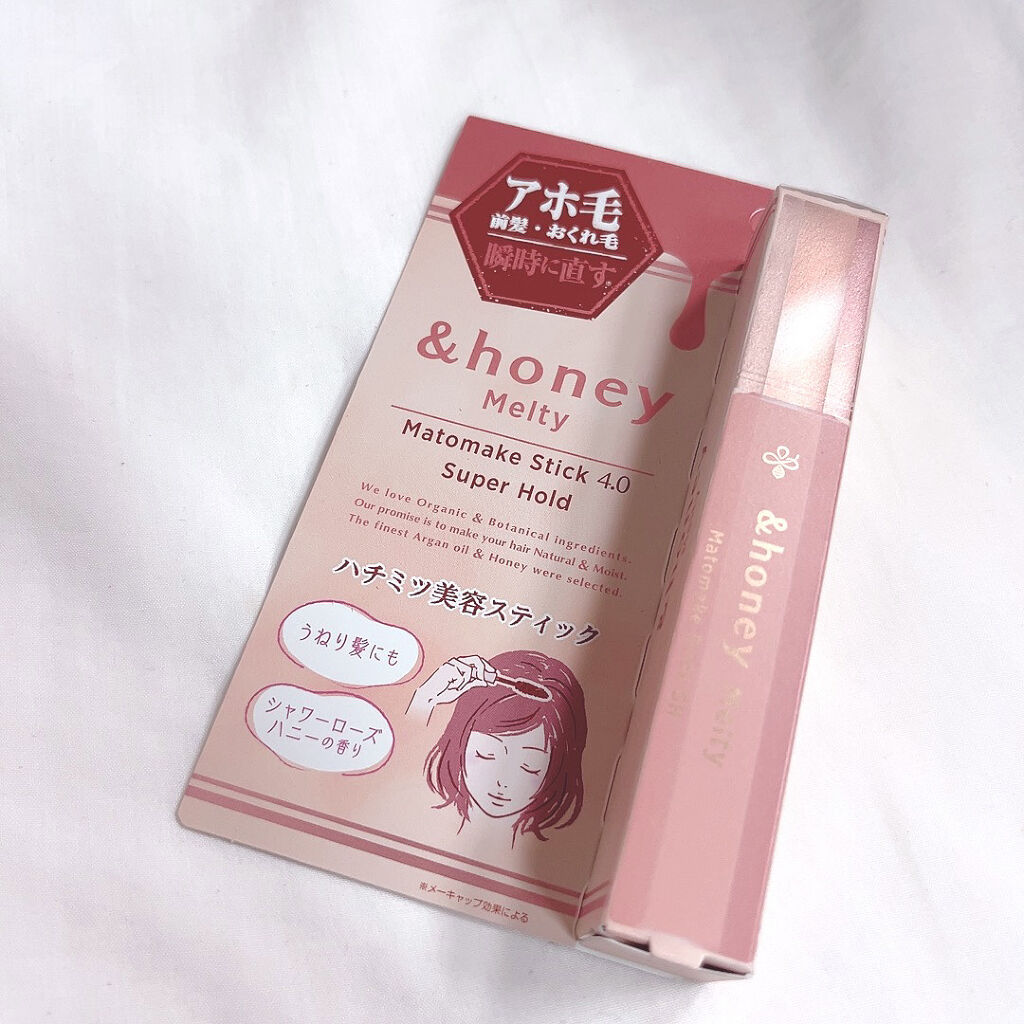 アホ毛
前髪・おくれ毛
瞬時に直す
&honey
Melty
Matomake Stick 4.0
Super Hold
We love Organic & Botanical ingredients.
Our promise is to make your hair Natural & Moist.
The finest Argan oil & Honey were selected.
ハチミツ美容スティック
うねり髪にも
シャワーローズ
ハニーの香り
※メーキャップ効果による
&honey Melty
Matomake